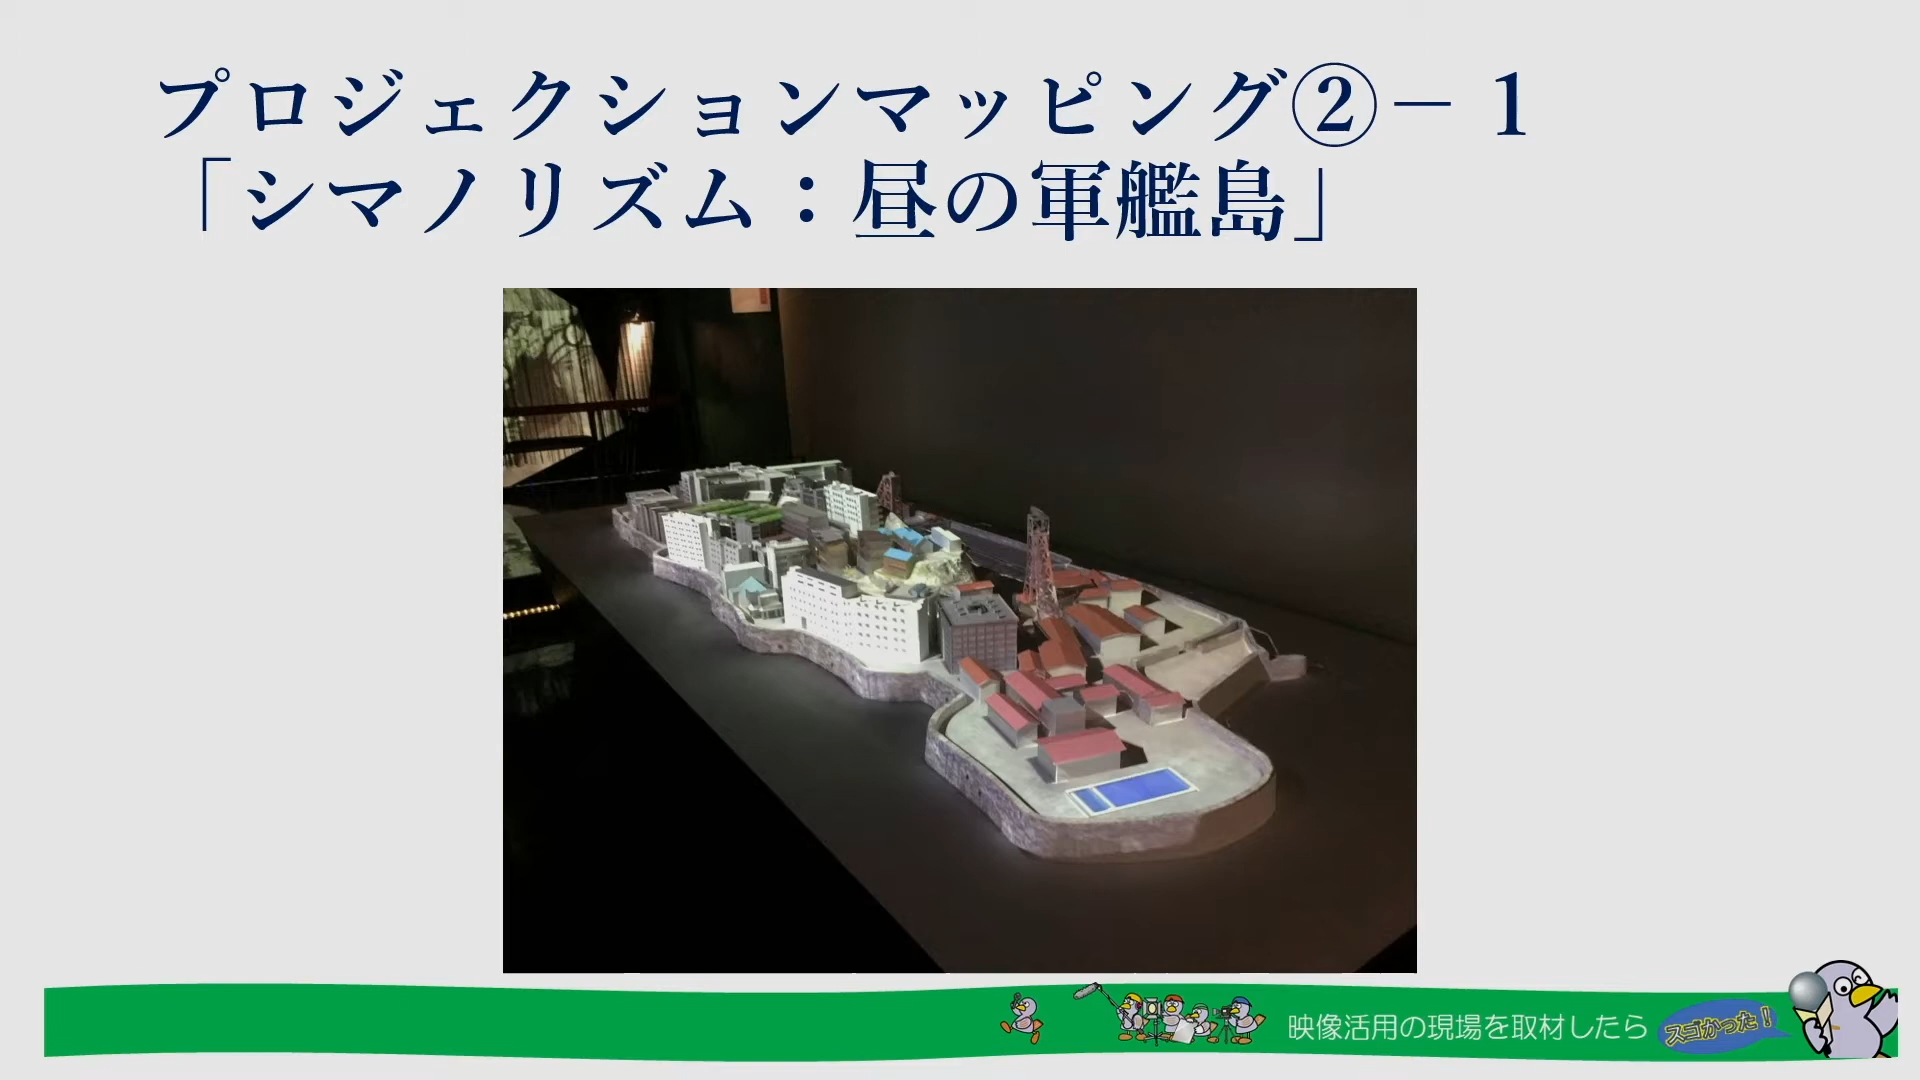 プロジェクションマッピング②－１
「シマノリズム：昼の軍艦島」
映像活用の現場を取材したら
スゴかった！